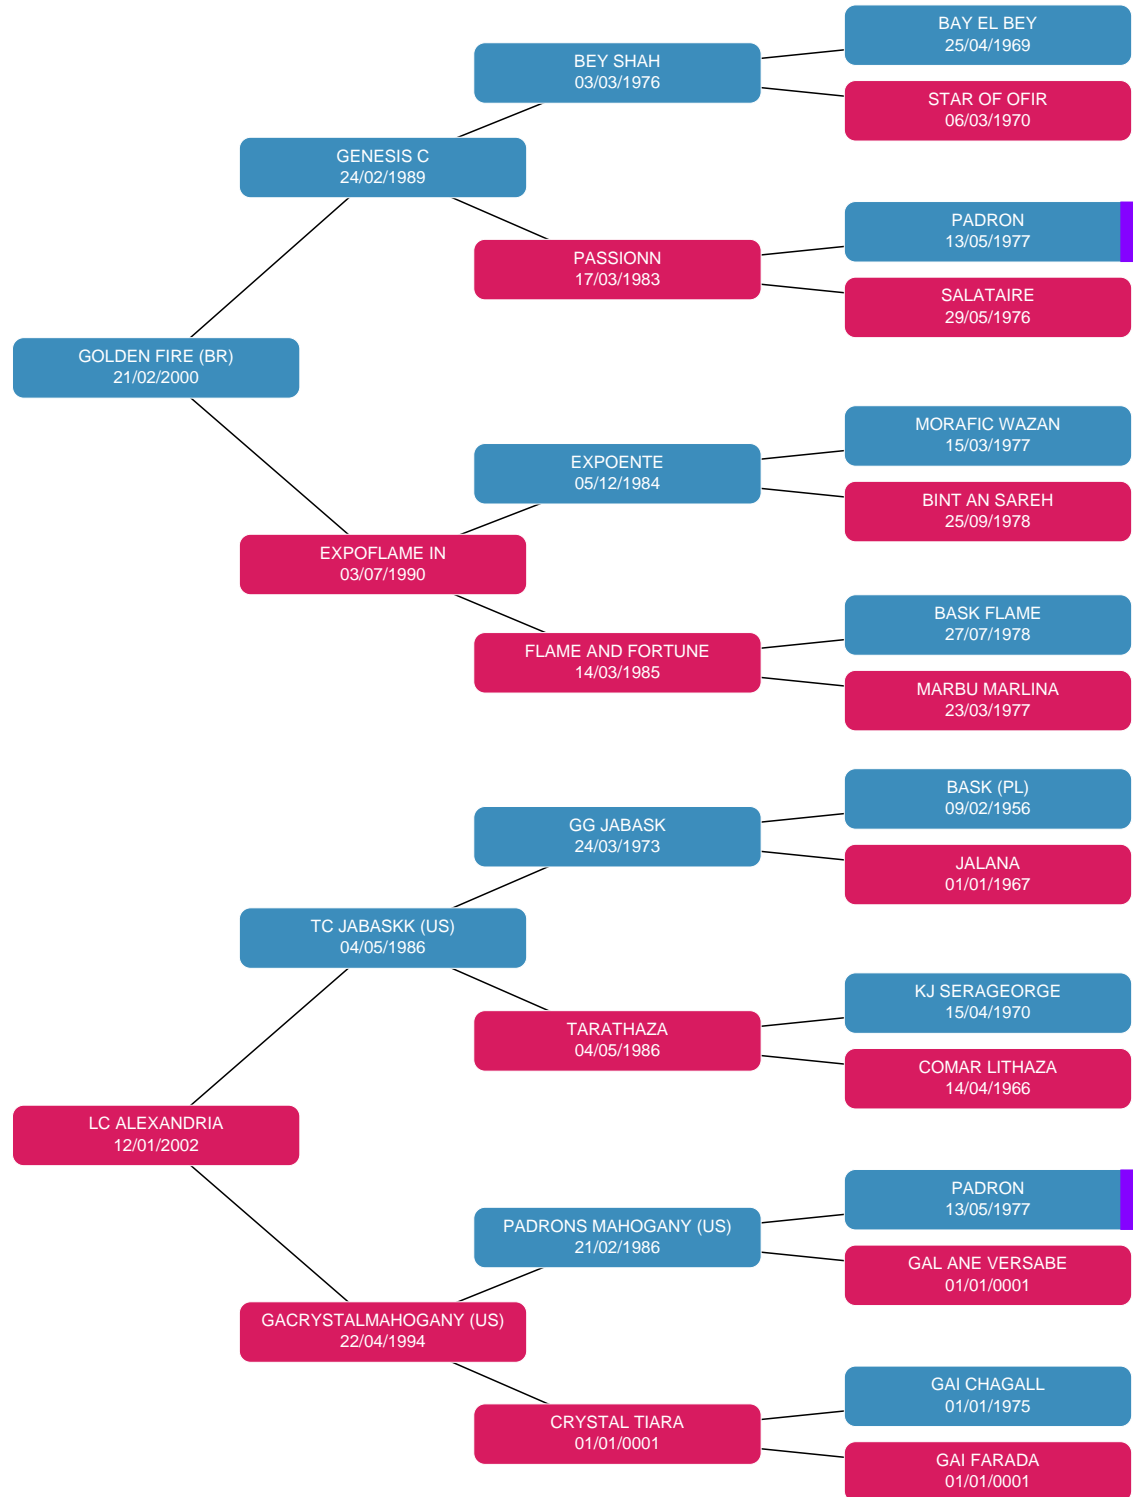 BAY EL BEY
25/04/1969
BEY SHAH
03/03/1976
STAR OF OFIR
06/03/1970
GENESIS C
24/02/1989
PADRON
13/05/1977
PASSIONN
17/03/1983
SALATAIRE
29/05/1976
GOLDEN FIRE (BR)
21/02/2000
MORAFIC WAZAN
15/03/1977
EXPOENTE
05/12/1984
BINT AN SAREH
25/09/1978
EXPOFLAME IN
03/07/1990
BASK FLAME
27/07/1978
FLAME AND FORTUNE
14/03/1985
MARBU MARLINA
23/03/1977
BASK (PL)
09/02/1956
GG JABASK
24/03/1973
JALANA
01/01/1967
TC JABASKK (US)
04/05/1986
KJ SERAGEORGE
15/04/1970
TARATHAZA
04/05/1986
COMAR LITHAZA
14/04/1966
LC ALEXANDRIA
12/01/2002
PADRON
13/05/1977
PADRONS MAHOGANY (US)
21/02/1986
GAL ANE VERSABE
01/01/0001
GACRYSTALMAHOGANY (US)
22/04/1994
GAI CHAGALL
01/01/1975
CRYSTAL TIARA
01/01/0001
GAI FARADA
01/01/0001